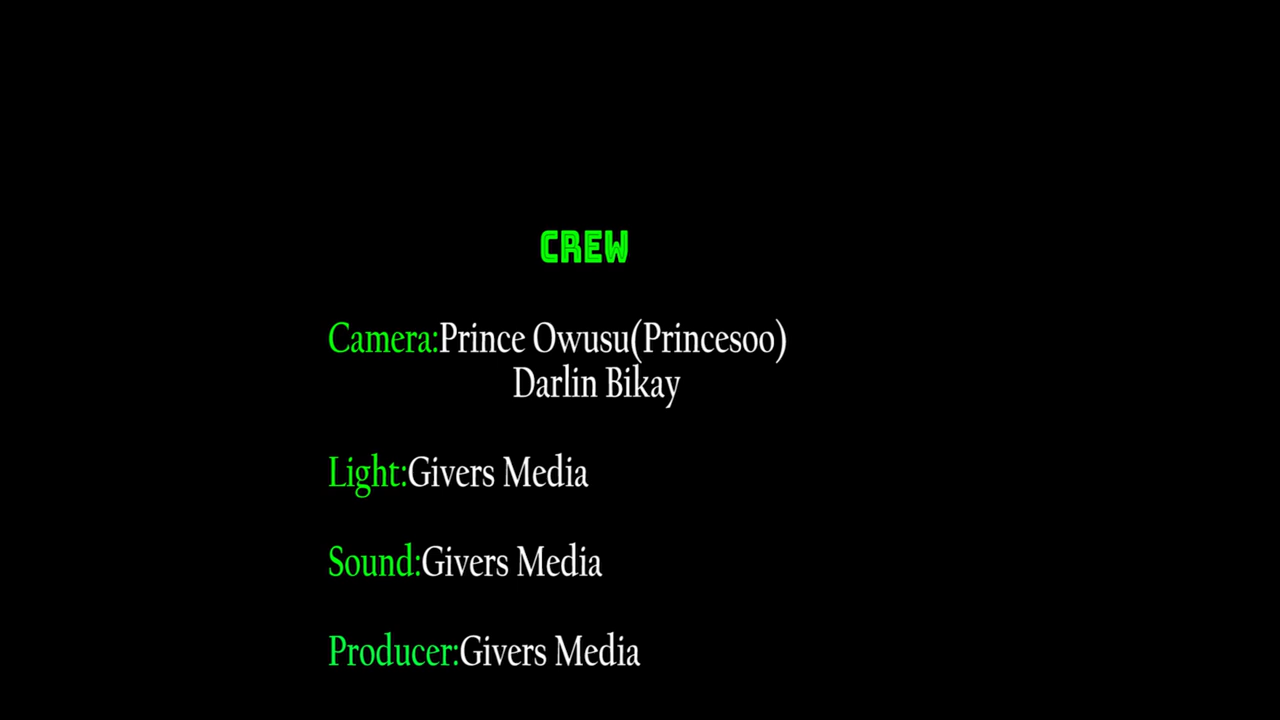 CREW
Camera:Prince Owusu(Princesoo)
Darlin Bikay
Light:Givers Media
Sound:Givers Media
Producer:Givers Media